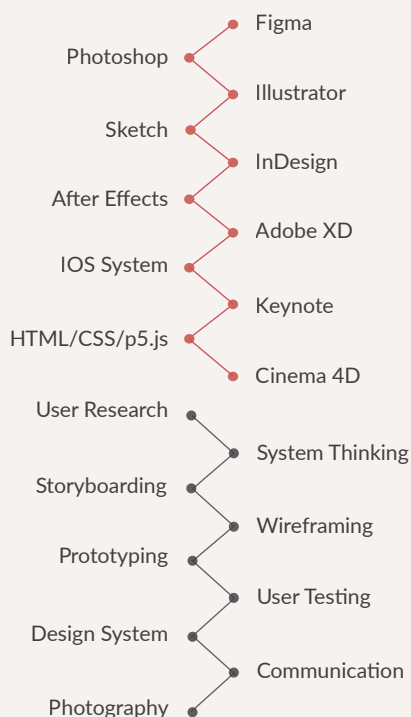 Figma
Photoshop
Illustrator
Sketch
InDesign
After Effects
Adobe XD
IOS System
Keynote
HTML/CSS/p5.js
Cinema 4D
User Research
System Thinking
Storyboarding
Wireframing
Prototyping
User Testing
Design System
Communication
Photography